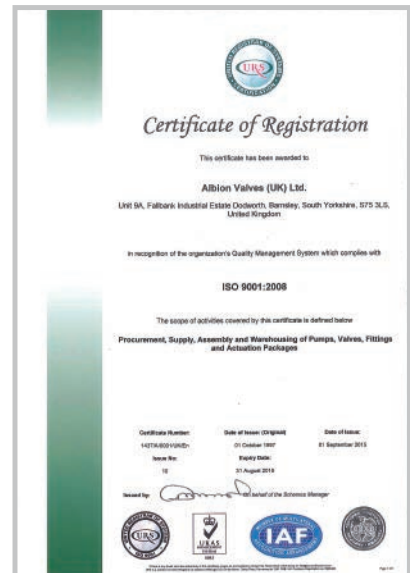 URS
Certificate of Registration
This certificate has been awarded to
Albion Valves (UK) Ltd.
Unit 9A, Fallbank Industrial Estate Dodworth, Barnsley, South Yorkshire, S75 3LS,
United Kingdom
in recognition of the organization's Quality Management System which complies with
ISO 9001:2008
The scope of activities covered by this certificate is defined below
Procurement, Supply, Assembly and Warehousing of Pumps, Valves, Fittings
and Actuation Packages
Certificate Number: Date of Issue: (Original) Date of Issue:
01 October 1997 01 September 2015
Issue No: Expiry Date:
10 31 August 2018
Issued by: On behalf of the Schemes Manager
URS UKAS IAF